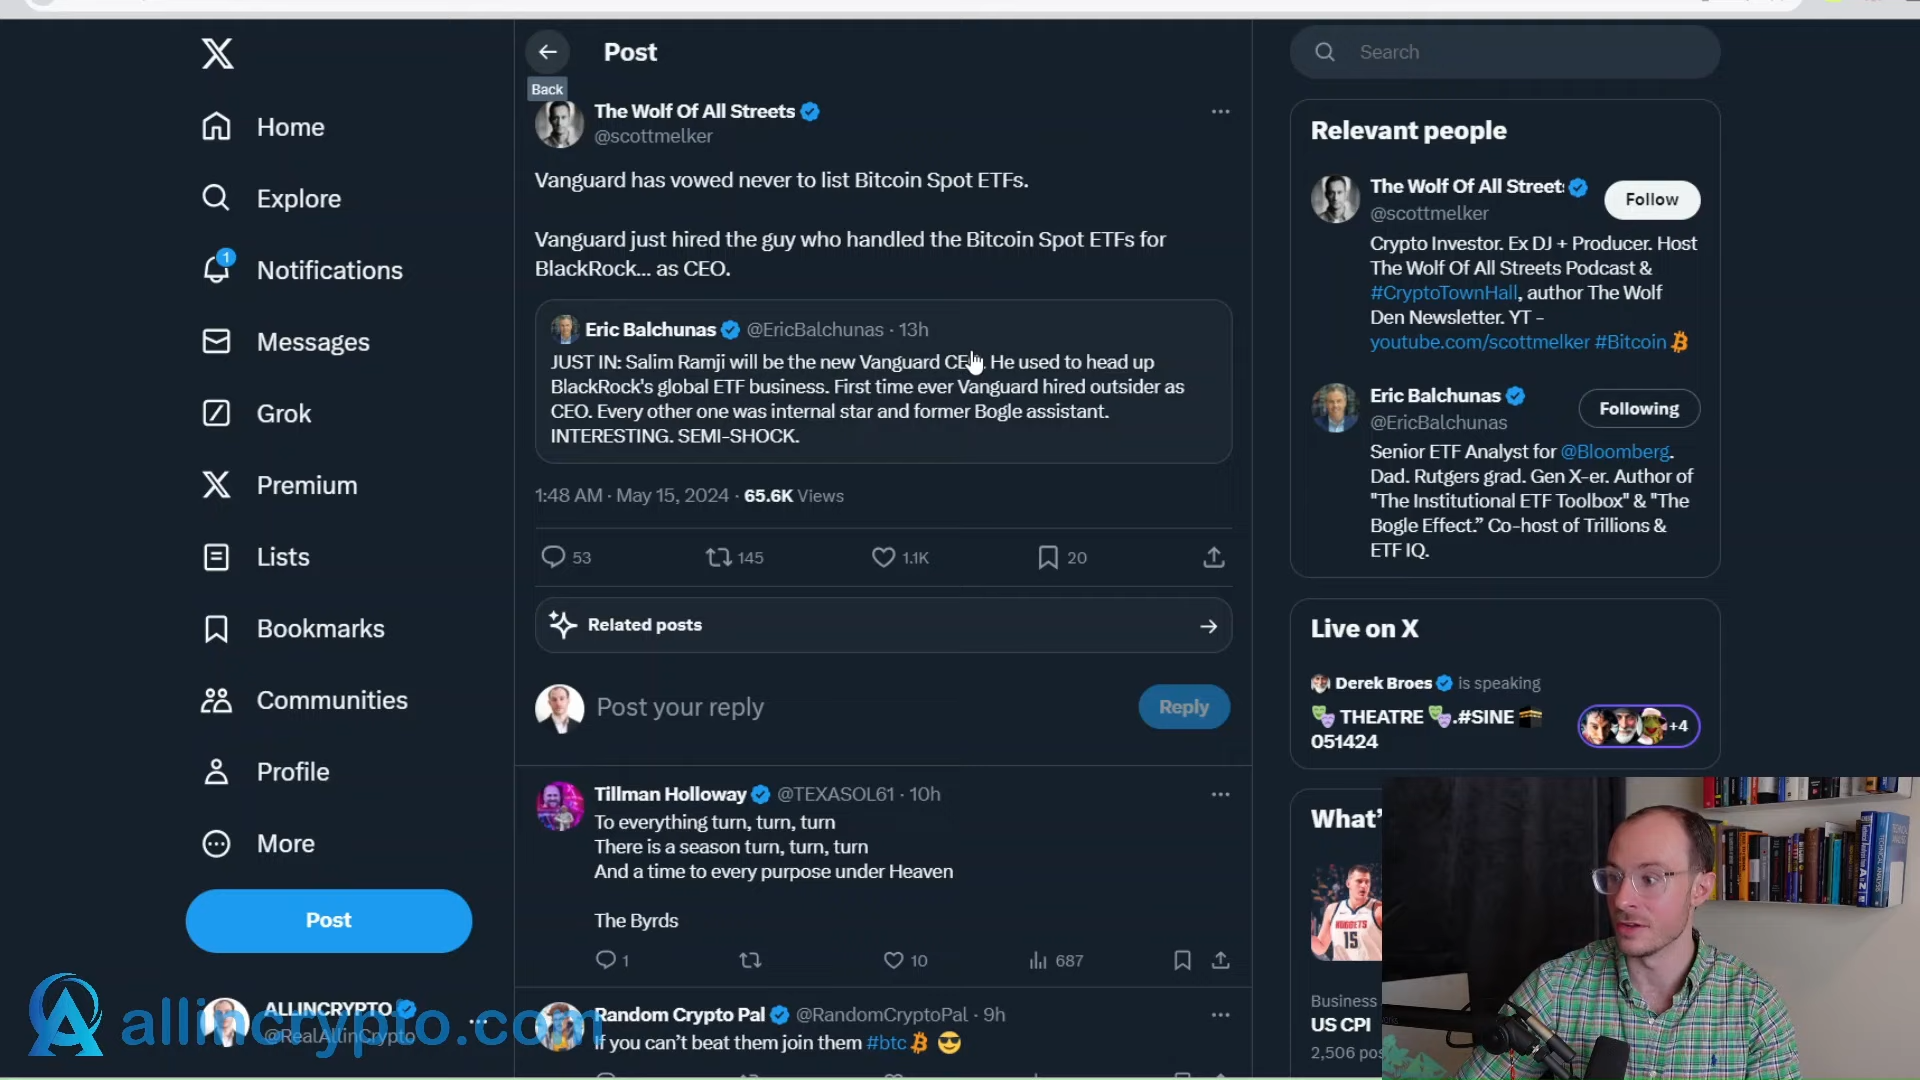 Home
Explore
1
Notifications
Messages
Grok
Premium
Lists
Bookmarks
Communities
Profile
More
Post
ALLINCRYPTO
@RealAllinCrypto
allincrypto.com
Post
Back
The Wolf Of All Streets
@scottmelker
Vanguard has vowed never to list Bitcoin Spot ETFs.
Vanguard just hired the guy who handled the Bitcoin Spot ETFs for
BlackRock... as CEO.
Eric Balchunas @EricBalchunas · 13h
JUST IN: Salim Ramji will be the new Vanguard CEO. He used to head up
BlackRock's global ETF business. First time ever Vanguard hired outsider as
CEO. Every other one was internal star and former Bogle assistant.
INTERESTING. SEMI-SHOCK.
1:48 AM · May 15, 2024 · 65.6K Views
53 145 1.1K 20
Related posts
Post your reply
Reply
Tillman Holloway @TEXASOL61 · 10h
To everything turn, turn, turn
There is a season turn, turn, turn
And a time to every purpose under Heaven
The Byrds
1 10 687
Random Crypto Pal @RandomCryptoPal · 9h
If you can't beat them join them #btc
Search
Relevant people
The Wolf Of All Street
@scottmelker
Follow
Crypto Investor. Ex DJ + Producer. Host
The Wolf Of All Streets Podcast &
#CryptoTownHall, author The Wolf
Den Newsletter. YT -
youtube.com/scottmelker #Bitcoin
Eric Balchunas
@EricBalchunas
Following
Senior ETF Analyst for @Bloomberg.
Dad. Rutgers grad. Gen X-er. Author of
"The Institutional ETF Toolbox" & "The
Bogle Effect.” Co-host of Trillions &
ETF IQ.
Live on X
Derek Broes is speaking
THEATRE .#SINE
051424
+4
What'
NUGGETS
15
Business
US CPI
2,506 pos